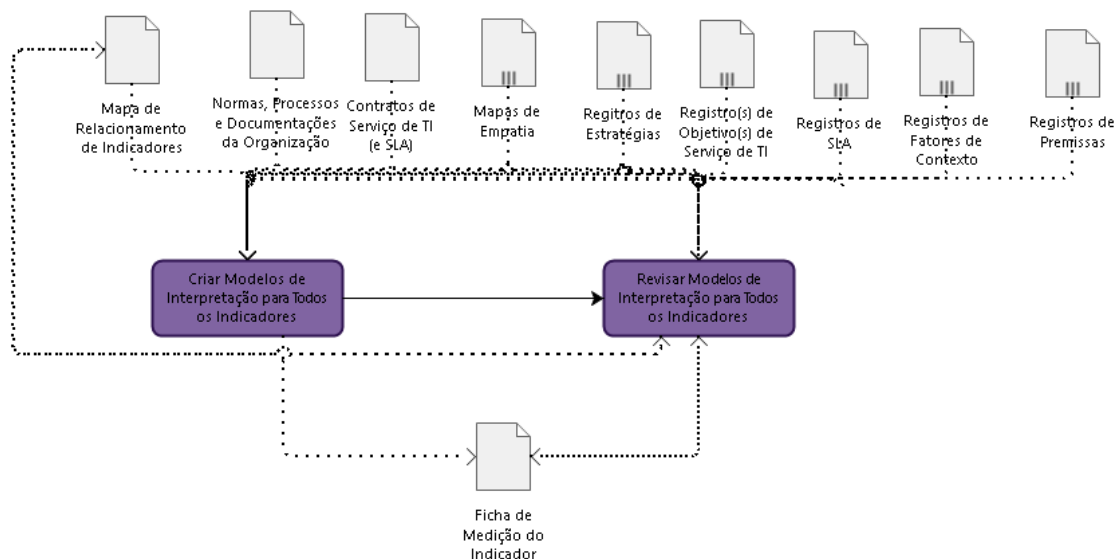 Mapa de
Relacionamento
de Indicadores
Normas, Processos
e Documentações
da Organização
Contratos de
Serviço de TI
(e SLA)
Mapas de
Empatia
Regitros de
Estratégias
Registro(s) de
Objetivo(s) de
Serviço de TI
Registros de
SLA
Registros de
Fatores de
Contexto
Registros de
Premissas
Criar Modelos de
Interpretação para Todos
os Indicadores
Revisar Modelos de
Interpretação para Todos
os Indicadores
Ficha de
Medição do
Indicador